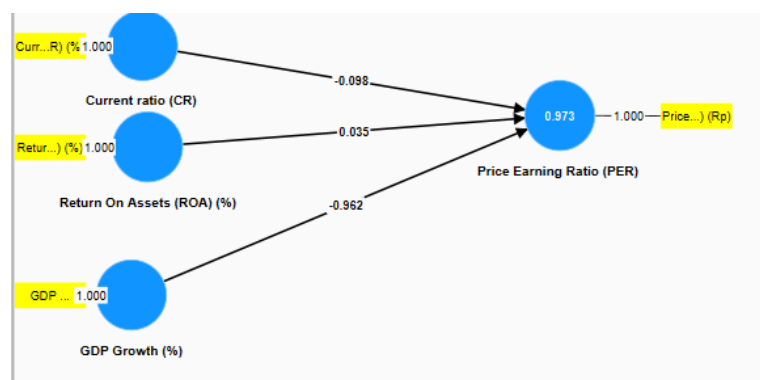 Curr...R) (% 1.000
-0.098
Current ratio (CR)
0.973
1.000
Price...) (Rp)
Retur...) (%) 1.000
0.035
Price Earning Ratio (PER)
Return On Assets (ROA) (%)
-0.962
GDP ... 1.000
GDP Growth (%)